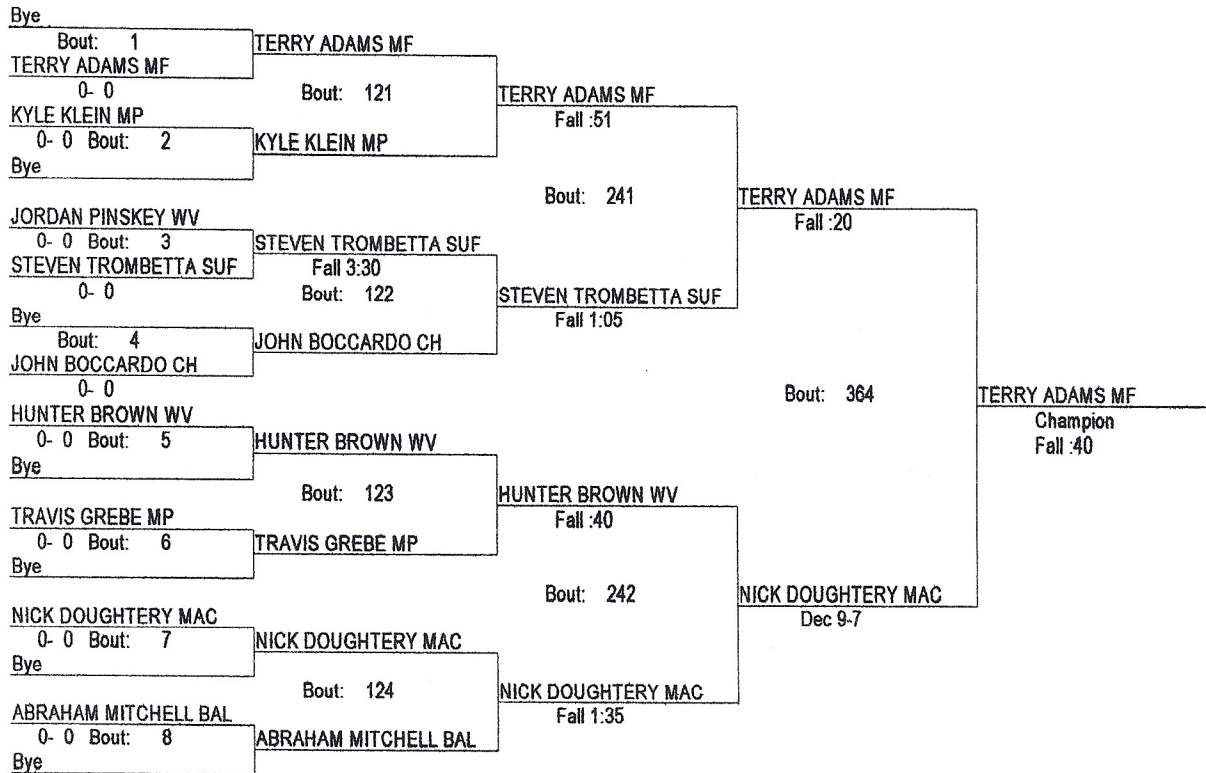 Bye
Bout: 1
TERRY ADAMS MF
TERRY ADAMS MF
0- 0
Bout: 121
TERRY ADAMS MF
Fall :51
KYLE KLEIN MP
0- 0 Bout: 2
KYLE KLEIN MP
Bye
Bout: 241
TERRY ADAMS MF
Fall :20
JORDAN PINSKEY WV
0- 0 Bout: 3
STEVEN TROMBETTA SUF
Fall 3:30
STEVEN TROMBETTA SUF
0- 0
Bout: 122
STEVEN TROMBETTA SUF
Fall 1:05
Bye
Bout: 4
JOHN BOCCARDO CH
JOHN BOCCARDO CH
0- 0
Bout: 364
TERRY ADAMS MF
Champion
Fall :40
HUNTER BROWN WV
0- 0 Bout: 5
HUNTER BROWN WV
Bye
Bout: 123
HUNTER BROWN WV
Fall :40
TRAVIS GREBE MP
0- 0 Bout: 6
TRAVIS GREBE MP
Bye
Bout: 242
NICK DOUGHTERY MAC
Dec 9-7
NICK DOUGHTERY MAC
0- 0 Bout: 7
NICK DOUGHTERY MAC
Bye
Bout: 124
NICK DOUGHTERY MAC
Fall 1:35
ABRAHAM MITCHELL BAL
0- 0 Bout: 8
ABRAHAM MITCHELL BAL
Bye